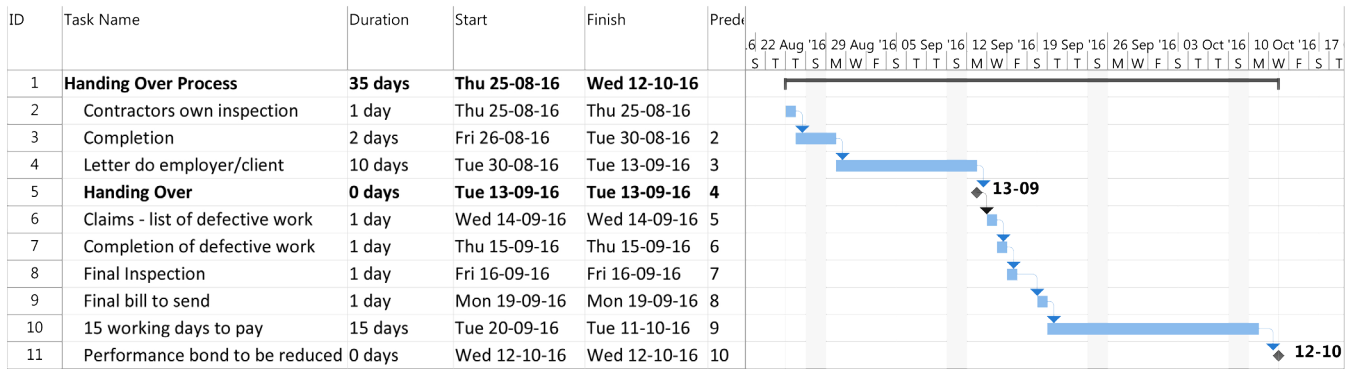 ID Task Name Duration Start Finish Prede
.6 22 Aug '16 29 Aug '16 05 Sep '16 12 Sep '16 19 Sep '16 26 Sep '16 03 Oct '16 10 Oct '16 17
S T T S M W F S T T S M W F S T T S M W F S T T S M W F S T
1 Handing Over Process 35 days Thu 25-08-16 Wed 12-10-16
2 Contractors own inspection 1 day Thu 25-08-16 Thu 25-08-16
3 Completion 2 days Fri 26-08-16 Tue 30-08-16 2
4 Letter do employer/client 10 days Tue 30-08-16 Tue 13-09-16 3
5 Handing Over 0 days Tue 13-09-16 Tue 13-09-16 4 13-09
6 Claims - list of defective work 1 day Wed 14-09-16 Wed 14-09-16 5
7 Completion of defective work 1 day Thu 15-09-16 Thu 15-09-16 6
8 Final Inspection 1 day Fri 16-09-16 Fri 16-09-16 7
9 Final bill to send 1 day Mon 19-09-16 Mon 19-09-16 8
10 15 working days to pay 15 days Tue 20-09-16 Tue 11-10-16 9
11 Performance bond to be reduced 0 days Wed 12-10-16 Wed 12-10-16 10 12-10